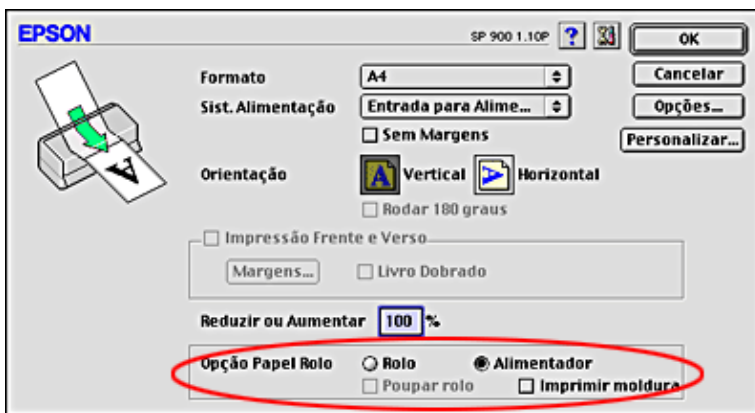 EPSON SP 900 1.10P ? OK
Formato A4 Cancelar
Sist. Alimentação Entrada para Alime... Opções...
Sem Margens Personalizar...
Orientação A Vertical A Horizontal
Rodar 180 graus
Impressão Frente e Verso
Margens... Livro Dobrado
Reduzir ou Aumentar 100 %
Opção Papel Rolo Rolo Alimentador
Poupar rolo Imprimir moldura
A